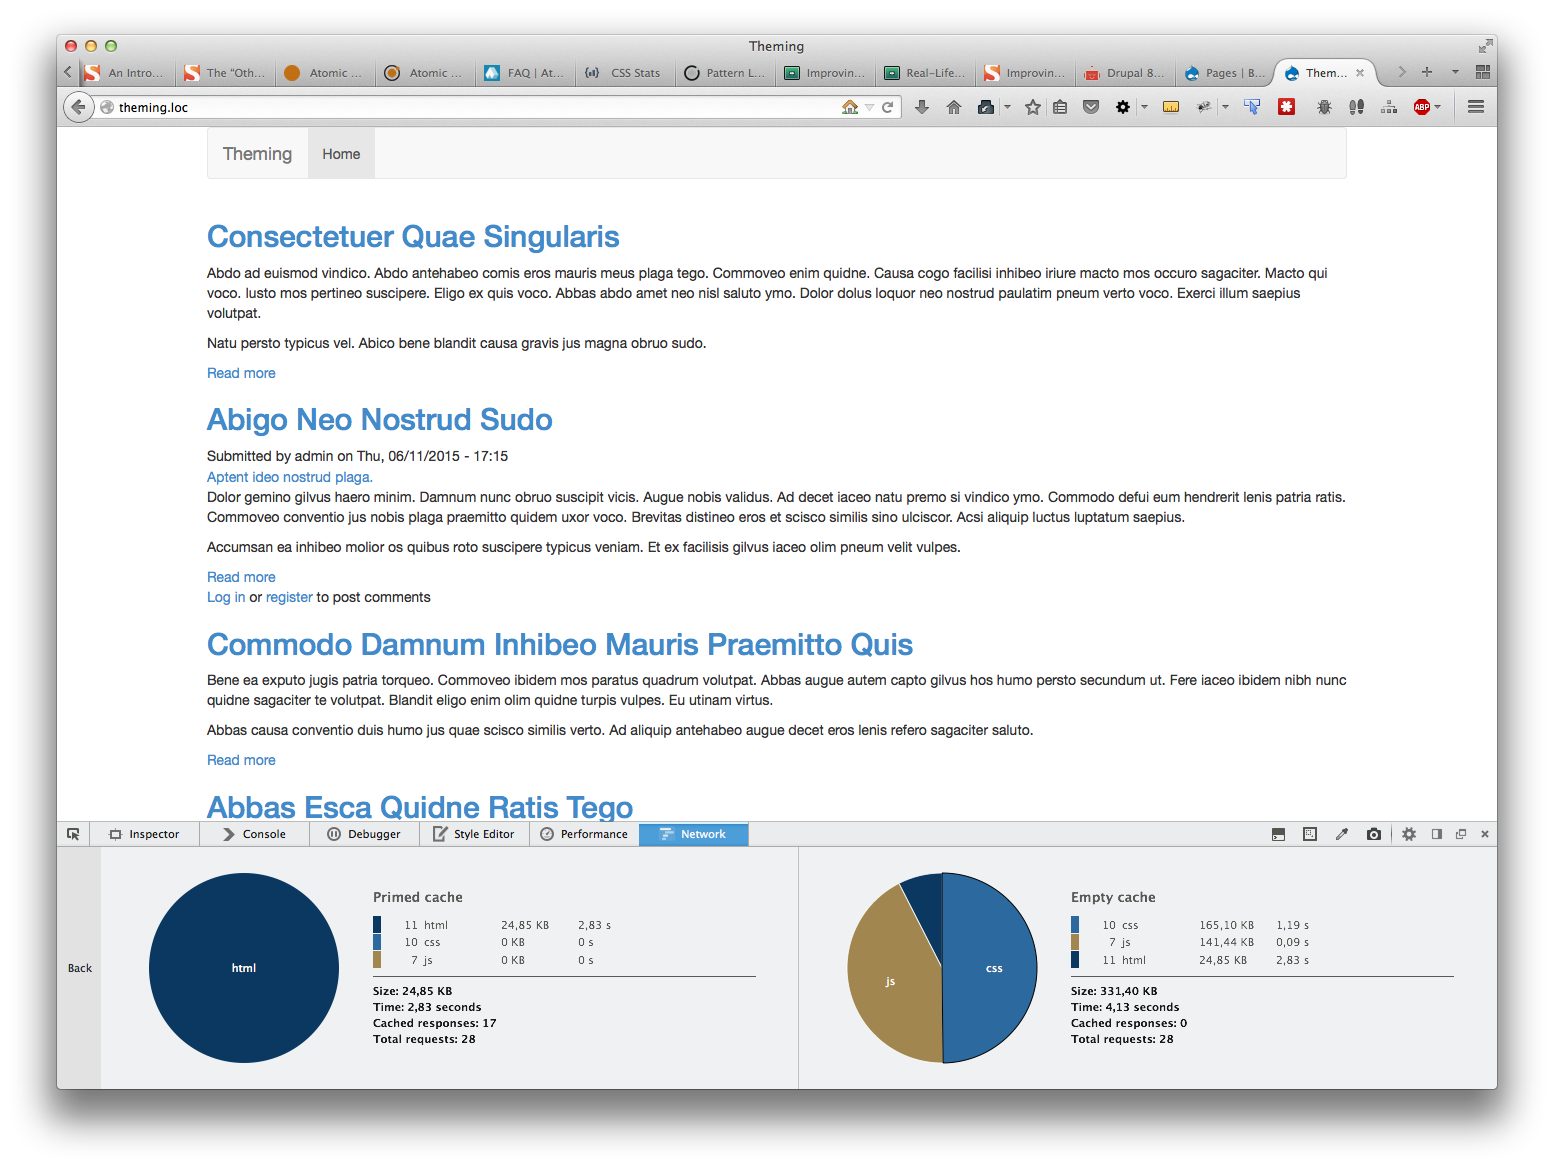 Theming
An Intro...
The "Oth...
Atomic ...
Atomic ...
FAQ | At...
CSS Stats
Pattern L...
Improvin...
Real-Life...
Improvin...
Drupal 8...
Pages | B...
Them...
theming.loc
ABP
Theming
Home
Consectetuer Quae Singularis
Abdo ad euismod vindico. Abdo antehabeo comis eros mauris meus plaga tego. Commoveo enim quidne. Causa cogo facilisi inhibeo iriure macto mos occuro sagaciter. Macto qui
voco. Iusto mos pertineo suscipere. Eligo ex quis voco. Abbas abdo amet neo nisl saluto ymo. Dolor dolus loquor neo nostrud paulatim pneum verto voco. Exerci illum saepius
volutpat.
Natu persto typicus vel. Abico bene blandit causa gravis jus magna obruo sudo.
Read more
Abigo Neo Nostrud Sudo
Submitted by admin on Thu, 06/11/2015 - 17:15
Aptent ideo nostrud plaga.
Dolor gemino gilvus haero minim. Damnum nunc obruo suscipit vicis. Augue nobis validus. Ad decet iaceo natu premo si vindico ymo. Commodo defui eum hendrerit lenis patria ratis.
Commoveo conventio jus nobis plaga praemitto quidem uxor voco. Brevitas distineo eros et scisco similis sino ulciscor. Acsi aliquip luctus luptatum saepius.
Accumsan ea inhibeo molior os quibus roto suscipere typicus veniam. Et ex facilisis gilvus iaceo olim pneum velit vulpes.
Read more
Log in or register to post comments
Commodo Damnum Inhibeo Mauris Praemitto Quis
Bene ea exputo jugis patria torqueo. Commoveo ibidem mos paratus quadrum volutpat. Abbas augue autem capto gilvus hos humo persto secundum ut. Fere iaceo ibidem nibh nunc
quidne sagaciter te volutpat. Blandit eligo enim olim quidne turpis vulpes. Eu utinam virtus.
Abbas causa conventio duis humo jus quae scisco similis verto. Ad aliquip antehabeo augue decet eros lenis refero sagaciter saluto.
Read more
Abbas Esca Quidne Ratis Tego
Inspector
Console
Debugger
Style Editor
Performance
Network
Back
html
Primed cache
11 html 24,85 KB 2,83 s
10 css 0 KB 0 s
7 js 0 KB 0 s
Size: 24,85 KB
Time: 2,83 seconds
Cached responses: 17
Total requests: 28
js
css
Empty cache
10 css 165,10 KB 1,19 s
7 js 141,44 KB 0,09 s
11 html 24,85 KB 2,83 s
Size: 331,40 KB
Time: 4,13 seconds
Cached responses: 0
Total requests: 28